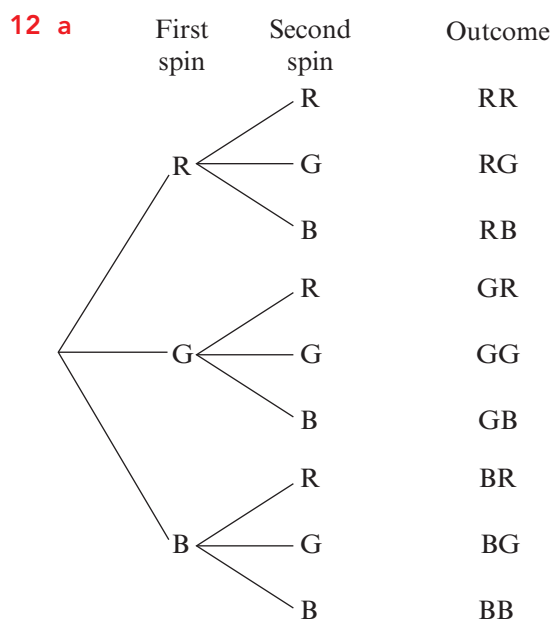 12 a First Second Outcome
spin spin
R RR
R G RG
B RB
R GR
G G GG
B GB
R BR
B G BG
B BB